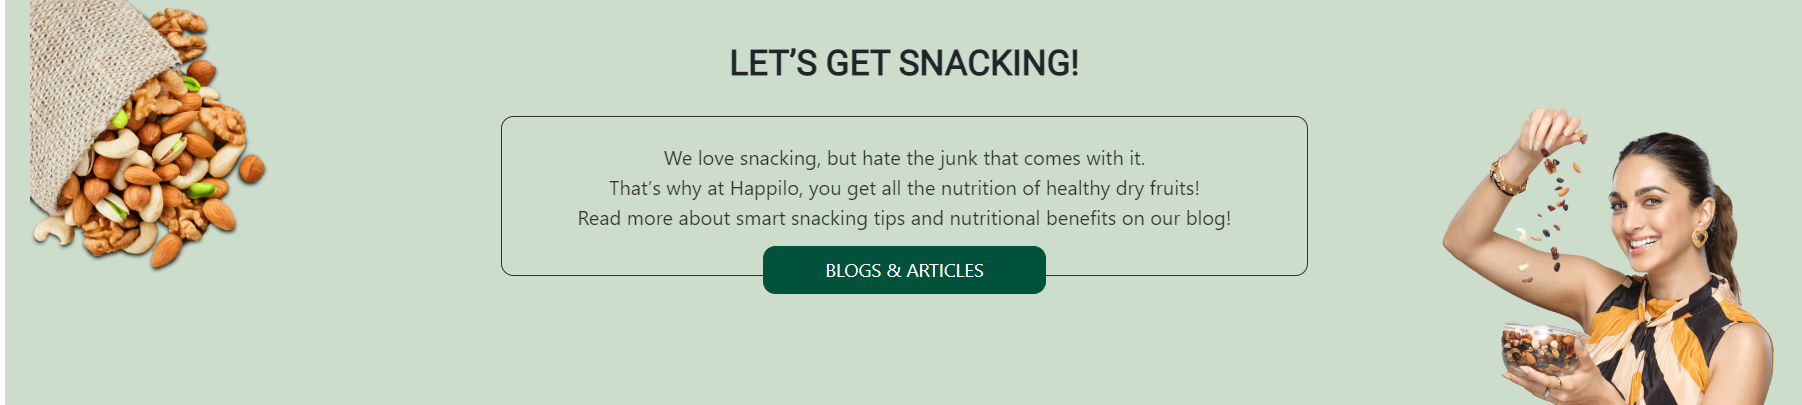 LET’S GET SNACKING!
We love snacking, but hate the junk that comes with it.
That’s why at Happilo, you get all the nutrition of healthy dry fruits!
Read more about smart snacking tips and nutritional benefits on our blog!
BLOGS & ARTICLES